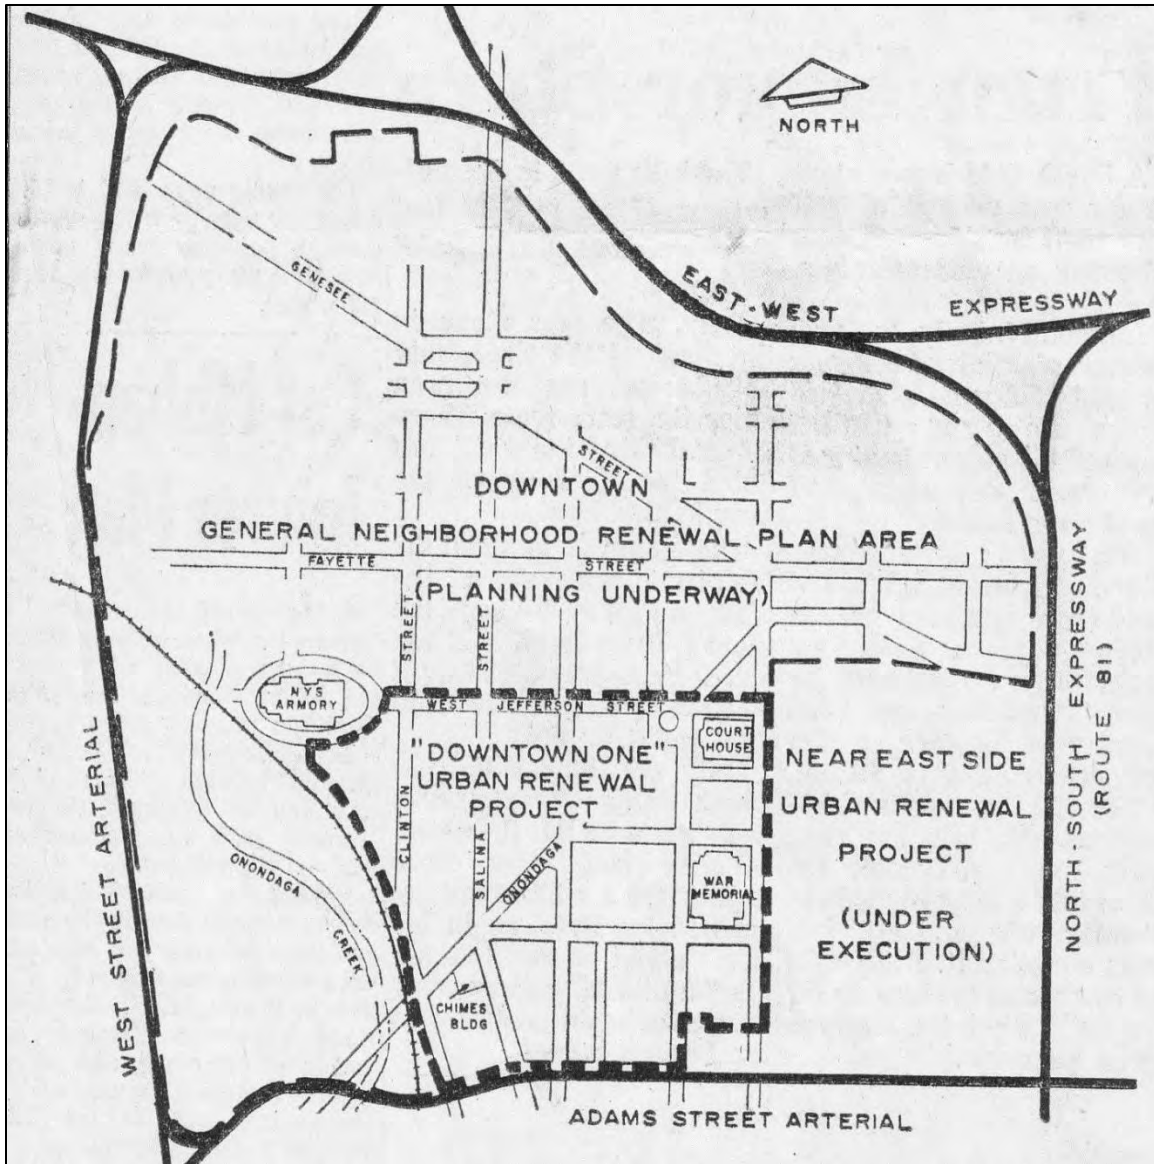 NORTH
EAST-WEST
EXPRESSWAY
GENESEE
STREET
DOWNTOWN
GENERAL NEIGHBORHOOD RENEWAL PLAN AREA
FAYETTE
STREET
(PLANNING UNDERWAY)
STREET
STREET
NYS
ARMORY
WEST JEFFERSON STREET
COURT
HOUSE
"DOWNTOWN ONE"
URBAN RENEWAL
PROJECT
NEAR EAST SIDE
URBAN RENEWAL
PROJECT
(UNDER
EXECUTION)
NORTH-SOUTH EXPRESSWAY
(ROUTE 81)
WEST STREET ARTERIAL
CLINTON
SALINA
ONONDAGA
WAR
MEMORIAL
ONONDAGA
CREEK
CHIMES
BLDG
ADAMS STREET ARTERIAL